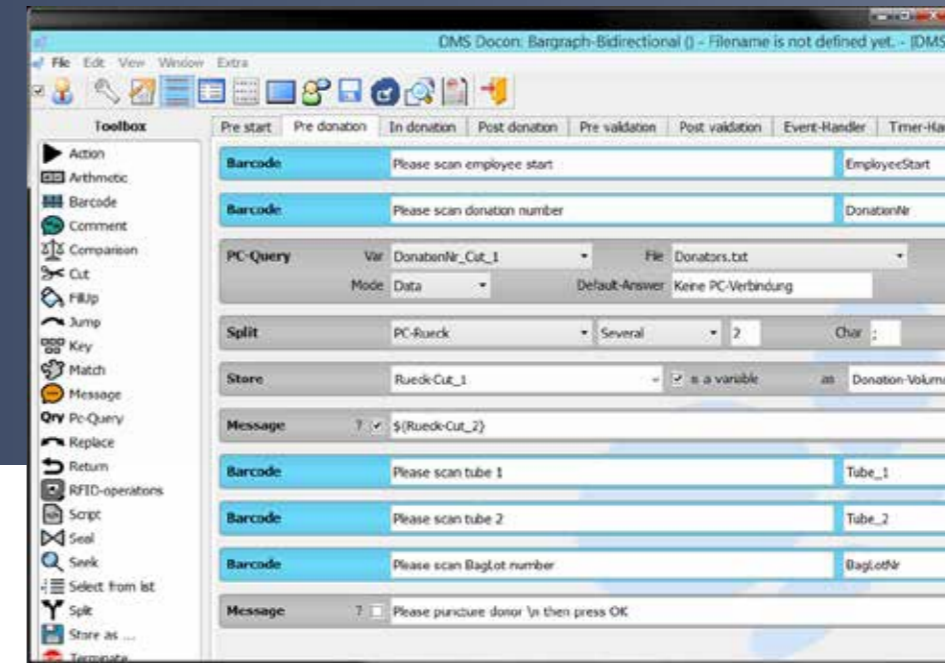 DMS Docon: Bargraph-Bidirectional () - Filename is not defined yet. - [DMS
File Edit View Window Extra
Toolbox
Pre start Pre donation In donation Post donation Pre validation Post validation Event-Handler Timer-Ha
Action
Arithmetic
Barcode
Comment
Comparison
Cut
FillUp
Jump
Key
Match
Message
Qry Pc-Query
Replace
Return
RFID-operations
Script
Seal
Seek
Select from list
Split
Store as ...
Terminate
Barcode Please scan employee start EmployeeStart
Barcode Please scan donation number DonationNr
PC-Query Var DonationNr_Cut_1 File Donators.txt
Mode Data Default-Answer Keine PC-Verbindung
Split PC-Rueck Several 2 Char ;
Store Rueck-Cut_1 is a variable as Donation-Volum
Message ? ${Rueck-Cut_2}
Barcode Please scan tube 1 Tube_1
Barcode Please scan tube 2 Tube_2
Barcode Please scan BagLot number BagLotNr
Message ? Please puncture donor \n then press OK